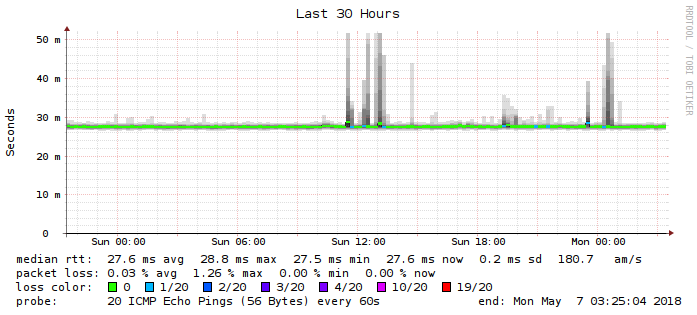 Last 30 Hours
RRDTOOL / TOBI OETIKER
Seconds
50 m
40 m
30 m
20 m
10 m
0
Sun 00:00 Sun 06:00 Sun 12:00 Sun 18:00 Mon 00:00
median rtt: 27.6 ms avg 28.8 ms max 27.5 ms min 27.6 ms now 0.2 ms sd 180.7 am/s
packet loss: 0.03 % avg 1.26 % max 0.00 % min 0.00 % now
loss color: 0 1/20 2/20 3/20 4/20 10/20 19/20
probe: 20 ICMP Echo Pings (56 Bytes) every 60s end: Mon May 7 03:25:04 2018